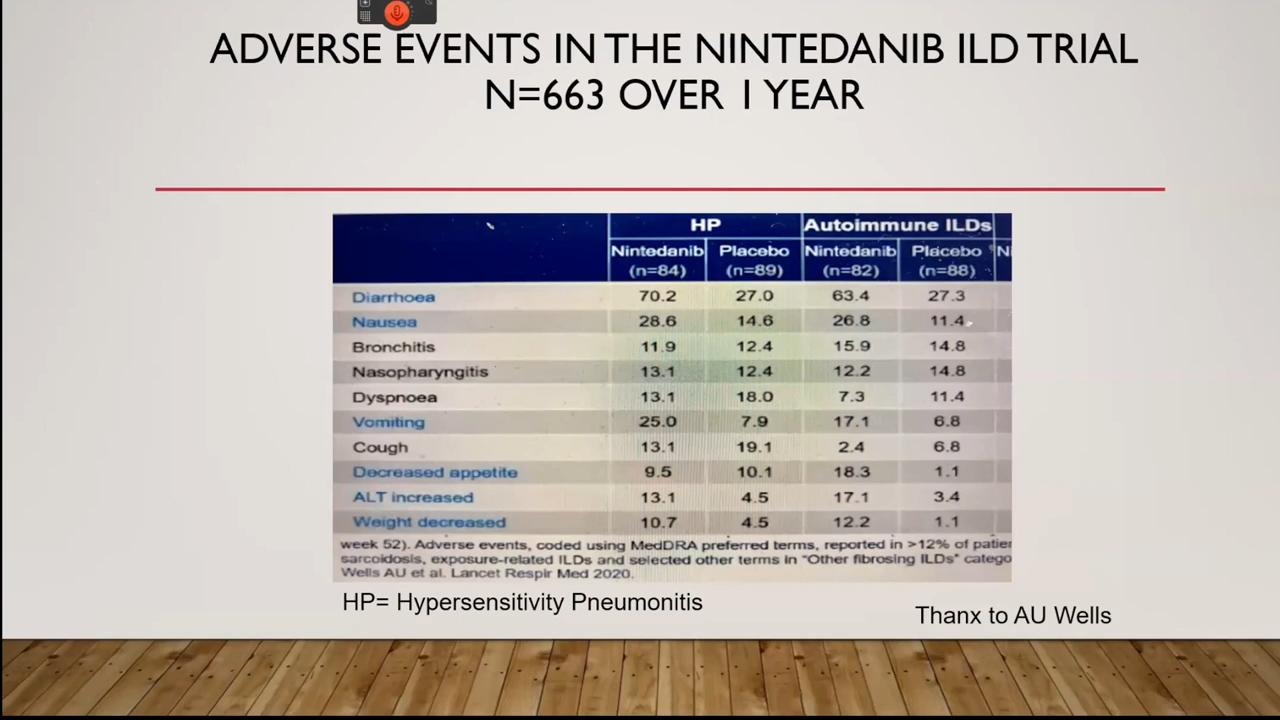 ADVERSE EVENTS IN THE NINTEDANIB ILD TRIAL
N=663 OVER 1 YEAR
HP Autoimmune ILDs
Nintedanib Placebo Nintedanib Placebo Ni
(n=84) (n=89) (n=82) (n=88)
Diarrhoea 70.2 27.0 63.4 27.3
Nausea 28.6 14.6 26.8 11.4
Bronchitis 11.9 12.4 15.9 14.8
Nasopharyngitis 13.1 12.4 12.2 14.8
Dyspnoea 13.1 18.0 7.3 11.4
Vomiting 25.0 7.9 17.1 6.8
Cough 13.1 19.1 2.4 6.8
Decreased appetite 9.5 10.1 18.3 1.1
ALT increased 13.1 4.5 17.1 3.4
Weight decreased 10.7 4.5 12.2 1.1
week 52). Adverse events, coded using MedDRA preferred terms, reported in >12% of patier
sarcoidosis, exposure-related ILDs and selected other terms in "Other fibrosing ILDs" catego
Wells AU et al. Lancet Respir Med 2020.
HP= Hypersensitivity Pneumonitis
Thanx to AU Wells